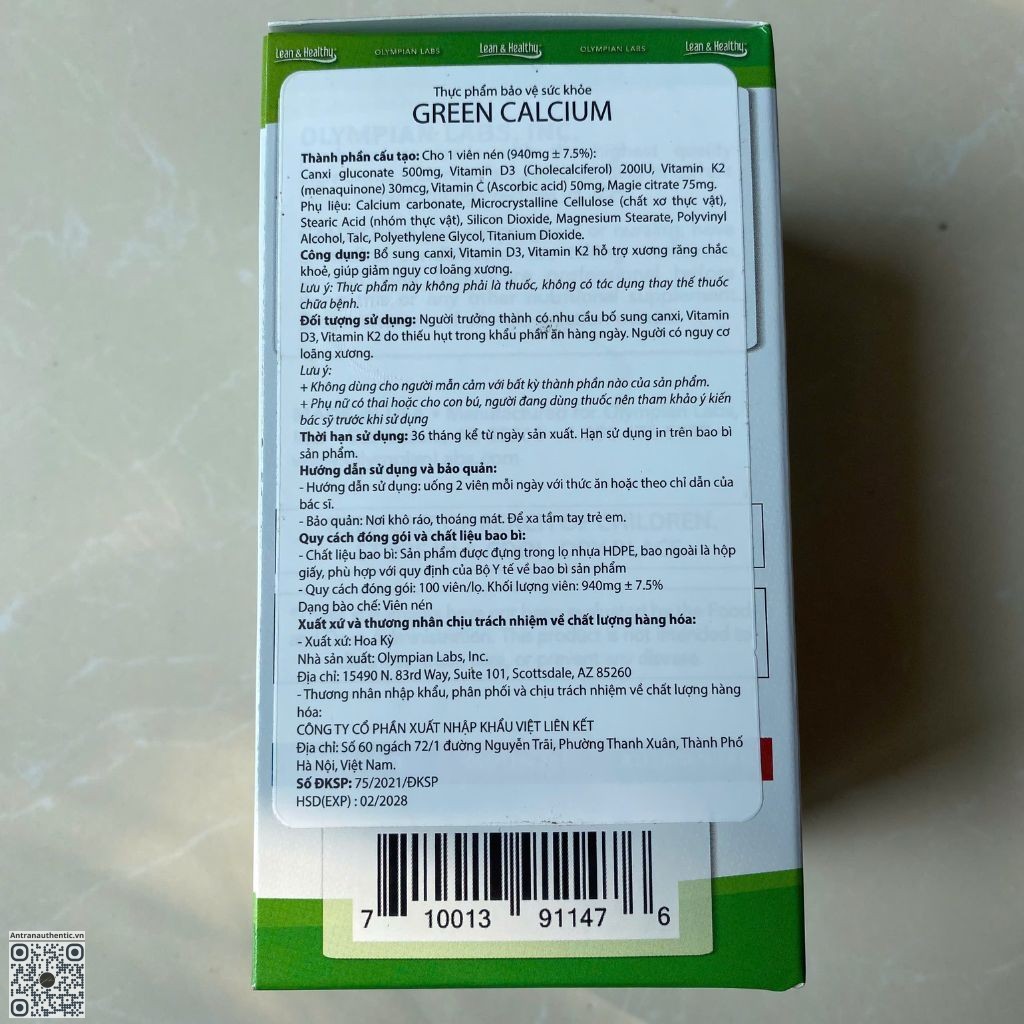 Lean & Healthy OLYMPIAN LABS Lean & Healthy OLYMPIAN LABS Lean & Healthy
Thực phẩm bảo vệ sức khỏe
GREEN CALCIUM
Thành phần cấu tạo: Cho 1 viên nén (940mg ± 7.5%):
Canxi gluconate 500mg, Vitamin D3 (Cholecalciferol) 200IU, Vitamin K2
(menaquinone) 30mcg, Vitamin C (Ascorbic acid) 50mg, Magie citrate 75mg.
Phụ liệu: Calcium carbonate, Microcrystalline Cellulose (chất xơ thực vật),
Stearic Acid (nhóm thực vật), Silicon Dioxide, Magnesium Stearate, Polyvinyl
Alcohol, Talc, Polyethylene Glycol, Titanium Dioxide.
Công dụng: Bổ sung canxi, Vitamin D3, Vitamin K2 hỗ trợ xương răng chắc
khoẻ, giúp giảm nguy cơ loãng xương.
Lưu ý: Thực phẩm này không phải là thuốc, không có tác dụng thay thế thuốc
chữa bệnh.
Đối tượng sử dụng: Người trưởng thành có nhu cầu bổ sung canxi, Vitamin
D3, Vitamin K2 do thiếu hụt trong khẩu phần ăn hàng ngày. Người có nguy cơ
loãng xương.
Lưu ý:
+ Không dùng cho người mẫn cảm với bất kỳ thành phần nào của sản phẩm.
+ Phụ nữ có thai hoặc cho con bú, người đang dùng thuốc nên tham khảo ý kiến
bác sỹ trước khi sử dụng
Thời hạn sử dụng: 36 tháng kể từ ngày sản xuất. Hạn sử dụng in trên bao bì
sản phẩm.
Hướng dẫn sử dụng và bảo quản:
- Hướng dẫn sử dụng: uống 2 viên mỗi ngày với thức ăn hoặc theo chỉ dẫn của
bác sĩ.
- Bảo quản: Nơi khô ráo, thoáng mát. Để xa tầm tay trẻ em.
Quy cách đóng gói và chất liệu bao bì:
- Chất liệu bao bì: Sản phẩm được đựng trong lọ nhựa HDPE, bao ngoài là hộp
giấy, phù hợp với quy định của Bộ Y tế về bao bì sản phẩm
- Quy cách đóng gói: 100 viên/lọ. Khối lượng viên: 940mg ± 7.5%
Dạng bào chế: Viên nén
Xuất xứ và thương nhân chịu trách nhiệm về chất lượng hàng hóa:
- Xuất xứ: Hoa Kỳ
Nhà sản xuất: Olympian Labs, Inc.
Địa chỉ: 15490 N. 83rd Way, Suite 101, Scottsdale, AZ 85260
- Thương nhân nhập khẩu, phân phối và chịu trách nhiệm về chất lượng hàng
hóa:
CÔNG TY CỔ PHẦN XUẤT NHẬP KHẨU VIỆT LIÊN KẾT
Địa chỉ: Số 60 ngách 72/1 đường Nguyễn Trãi, Phường Thanh Xuân, Thành Phố
Hà Nội, Việt Nam.
Số ĐKSP: 75/2021/ĐKSP
HSD(EXP) : 02/2028
7 10013 91147 6
Antranauthentic.vn